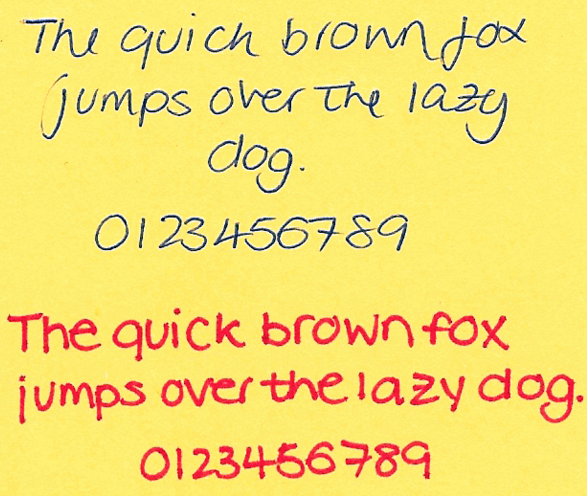 The quick brown fox
jumps over the lazy
dog.
0123456789
The quick brown fox
jumps over the lazy dog.
0123456789